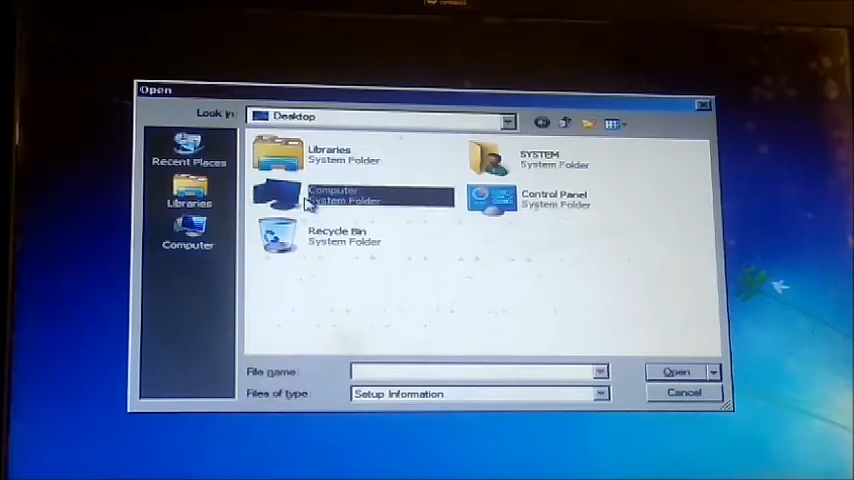 Open
Look in:
Desktop
Recent Places
Libraries
Computer
Libraries
System Folder
SYSTEM
System Folder
Computer
System Folder
Control Panel
System Folder
Recycle Bin
System Folder
File name:
Open
Files of type:
Setup Information
Cancel